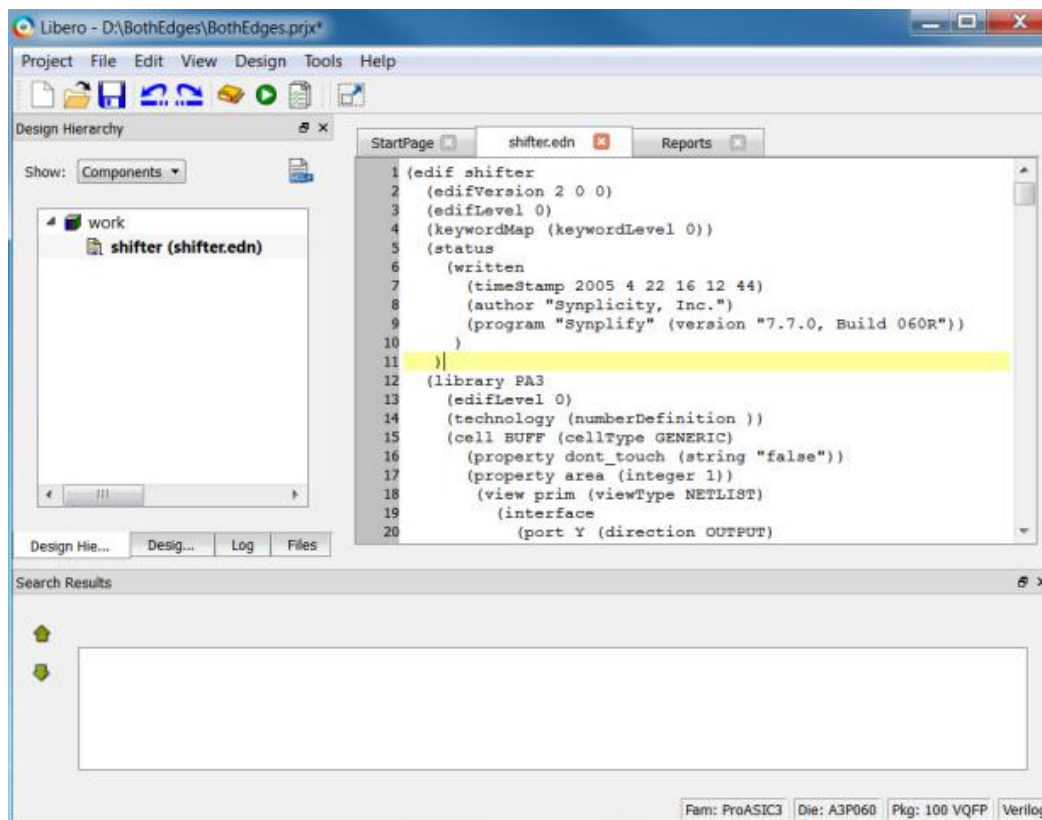 Libero - D:\BothEdges\BothEdges.prjx*
Project File Edit View Design Tools Help
Design Hierarchy
Show: Components
work
shifter (shifter.edn)
Design Hie... Desig... Log Files
StartPage shifter.edn Reports
1 (edif shifter
2 (edifVersion 2 0 0)
3 (edifLevel 0)
4 (keywordMap (keywordLevel 0))
5 (status
6 (written
7 (timeStamp 2005 4 22 16 12 44)
8 (author "Synplicity, Inc.")
9 (program "Synplify" (version "7.7.0, Build 060R"))
10 )
11 )
12 (library PA3
13 (edifLevel 0)
14 (technology (numberDefinition ))
15 (cell BUFF (cellType GENERIC)
16 (property dont_touch (string "false"))
17 (property area (integer 1))
18 (view prim (viewType NETLIST)
19 (interface
20 (port Y (direction OUTPUT)
Search Results
Fam: ProASIC3 Die: A3P060 Pkg: 100 VQFP Verilog